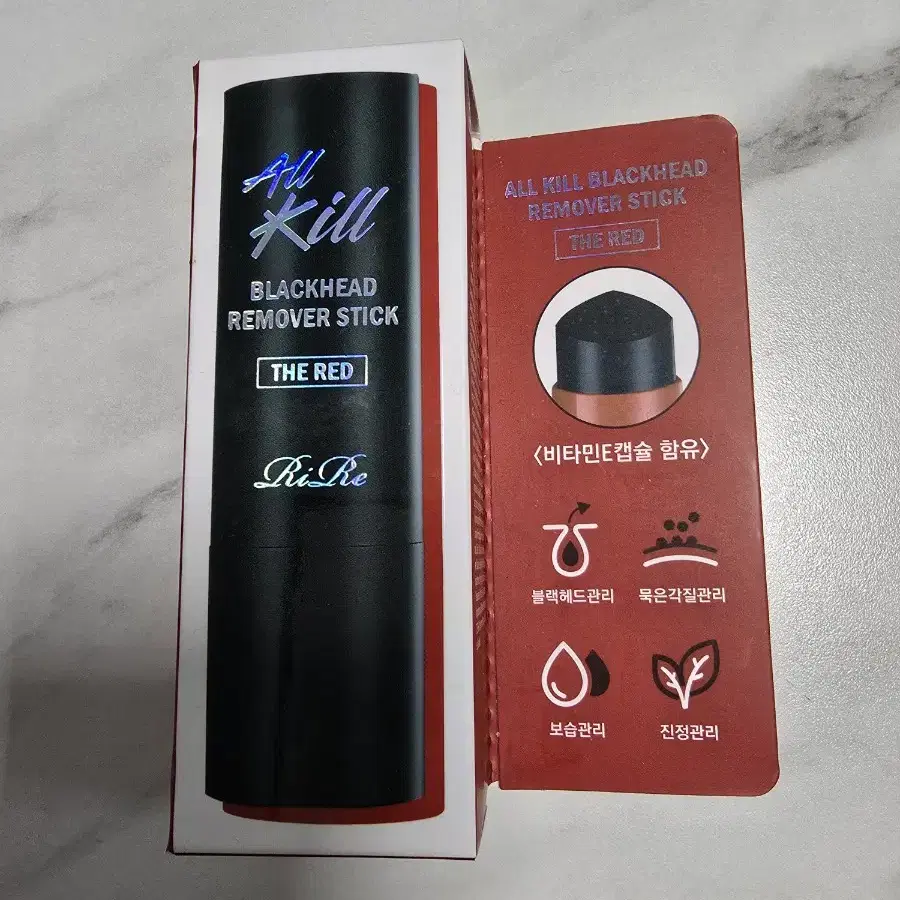 All
Kill
BLACKHEAD
REMOVER STICK
THE RED
RiRe
ALL KILL BLACKHEAD
REMOVER STICK
THE RED
〈비타민E캡슐 함유〉
블랙헤드관리
묵은각질관리
보습관리
진정관리